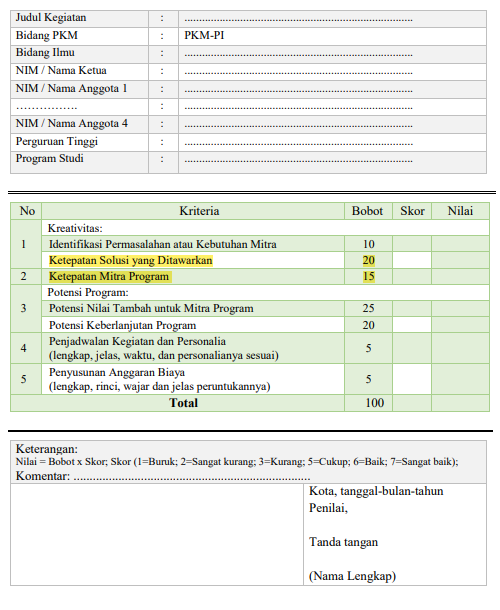 Judul Kegiatan : ........................................................................
Bidang PKM : PKM-PI
Bidang Ilmu : ........................................................................
NIM / Nama Ketua : ........................................................................
NIM / Nama Anggota 1 : ........................................................................
……………. : ........................................................................
NIM / Nama Anggota 4 : ........................................................................
Perguruan Tinggi : ........................................................................
Program Studi : ........................................................................
No Kriteria Bobot Skor Nilai
Kreativitas:
1 Identifikasi Permasalahan atau Kebutuhan Mitra 10
Ketepatan Solusi yang Ditawarkan 20
2 Ketepatan Mitra Program 15
Potensi Program:
3 Potensi Nilai Tambah untuk Mitra Program 25
Potensi Keberlanjutan Program 20
4 Penjadwalan Kegiatan dan Personalia 5
(lengkap, jelas, waktu, dan personalianya sesuai)
5 Penyusunan Anggaran Biaya 5
(lengkap, rinci, wajar dan jelas peruntukannya)
Total 100
Keterangan:
Nilai = Bobot x Skor; Skor (1=Buruk; 2=Sangat kurang; 3=Kurang; 5=Cukup; 6=Baik; 7=Sangat baik);
Komentar: ..........................................................................
Kota, tanggal-bulan-tahun
Penilai,
Tanda tangan
(Nama Lengkap)